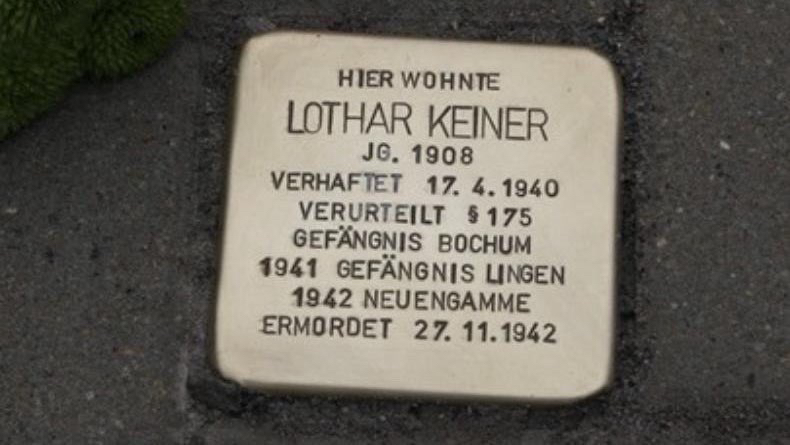 HIER WOHNTE
LOTHAR KEINER
JG. 1908
VERHAFTET 17. 4. 1940
VERURTEILT § 175
GEFÄNGNIS BOCHUM
1941 GEFÄNGNIS LINGEN
1942 NEUENGAMME
ERMORDET 27. 11. 1942